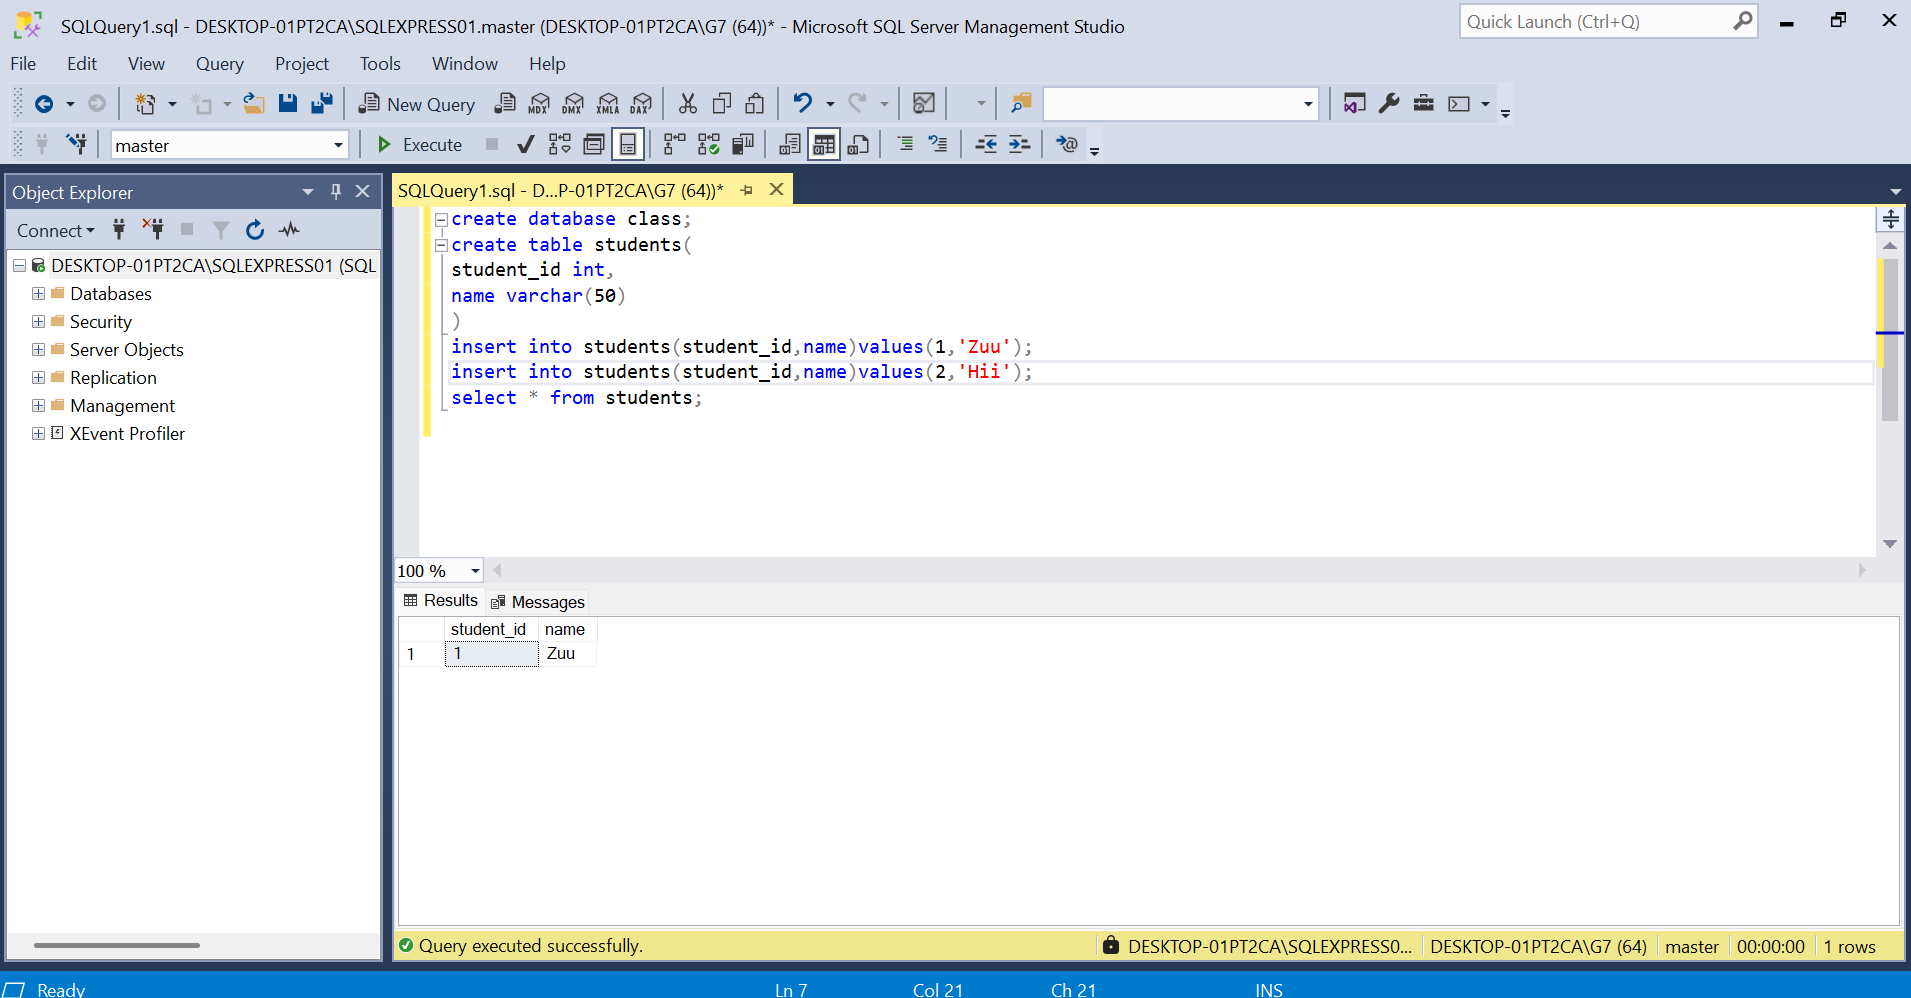 SQLQuery1.sql - DESKTOP-01PT2CA\SQLEXPRESS01.master (DESKTOP-01PT2CA\G7 (64))* - Microsoft SQL Server Management Studio
Quick Launch (Ctrl+Q)
File Edit View Query Project Tools Window Help
New Query MDX DMX XMLA DAX
master Execute
Object Explorer
SQLQuery1.sql - D...P-01PT2CA\G7 (64))*
Connect
DESKTOP-01PT2CA\SQLEXPRESS01 (SQL
Databases
Security
Server Objects
Replication
Management
XEvent Profiler
create database class;
create table students(
student_id int,
name varchar(50)
)
insert into students(student_id,name)values(1,'Zuu');
insert into students(student_id,name)values(2,'Hii');
select * from students;
100 %
Results Messages
student_id name
1 1 Zuu
Query executed successfully. DESKTOP-01PT2CA\SQLEXPRESS0... DESKTOP-01PT2CA\G7 (64) master 00:00:00 1 rows
Ready Ln 7 Col 21 Ch 21 INS